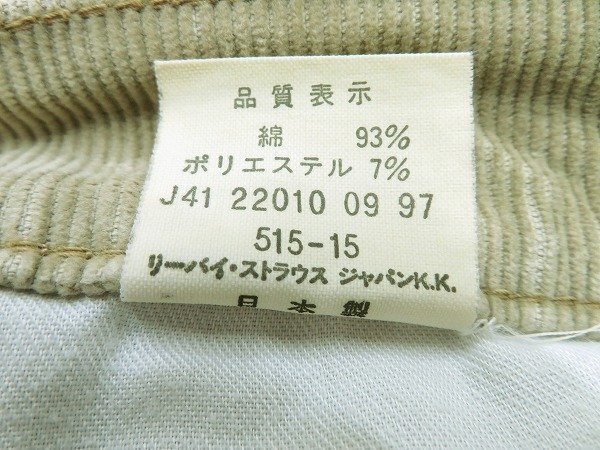 品質表示
綿 93%
ポリエステル 7%
J41 22010 09 97
515-15
リーバイ・ストラウス ジャパンK.K.
日本製